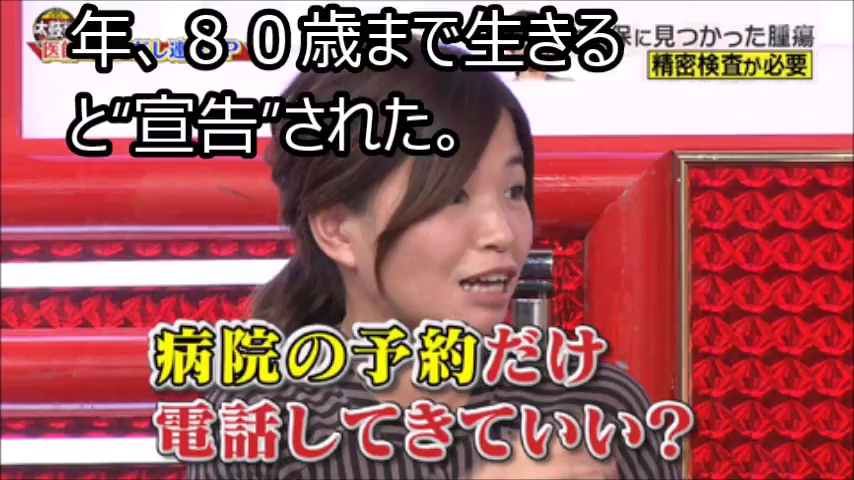 年、８０歳まで生きる
と“宣告”された。
に見つかった腫瘍
精密検査が必要
病院の予約だけ
電話してきていい？